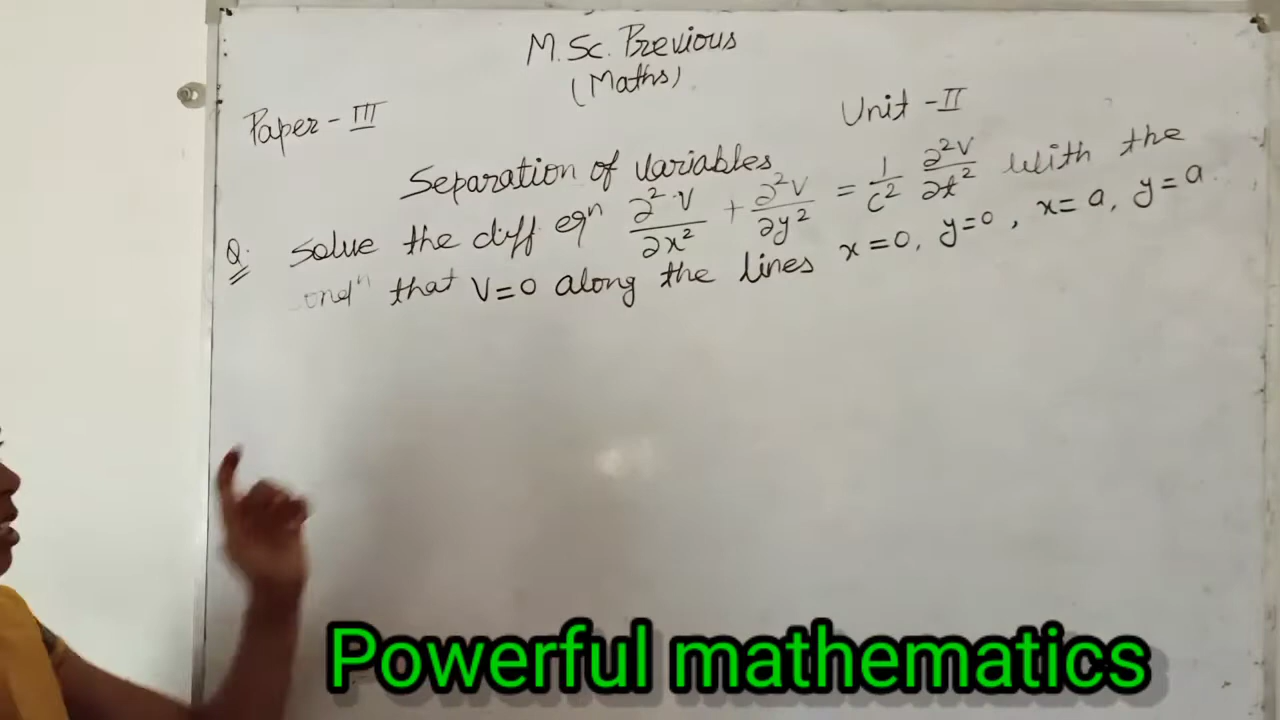 M.Sc. Previous
(Maths)
Paper - III
Unit - II
Separation of variables
Q. Solve the diff eqⁿ ∂²V/∂x² + ∂²V/∂y² = 1/c² ∂²V/∂t² with the
condⁿ that V=0 along the lines x=0, y=0, x=a, y=a.
Powerful mathematics